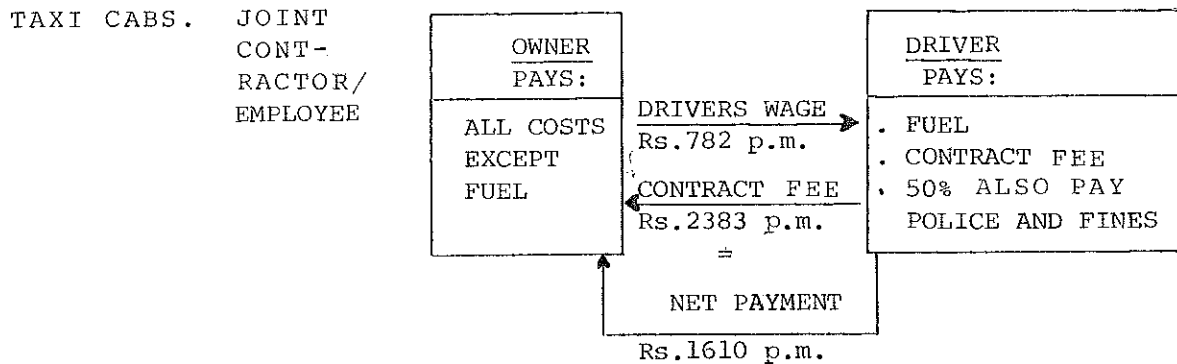 TAXI CABS. JOINT
CONT-
RACTOR/
EMPLOYEE
OWNER
PAYS:
ALL COSTS
EXCEPT
FUEL
DRIVERS WAGE
Rs.782 p.m.
CONTRACT FEE
Rs.2383 p.m.
=
NET PAYMENT
Rs.1610 p.m.
DRIVER
PAYS:
. FUEL
. CONTRACT FEE
. 50% ALSO PAY
POLICE AND FINES